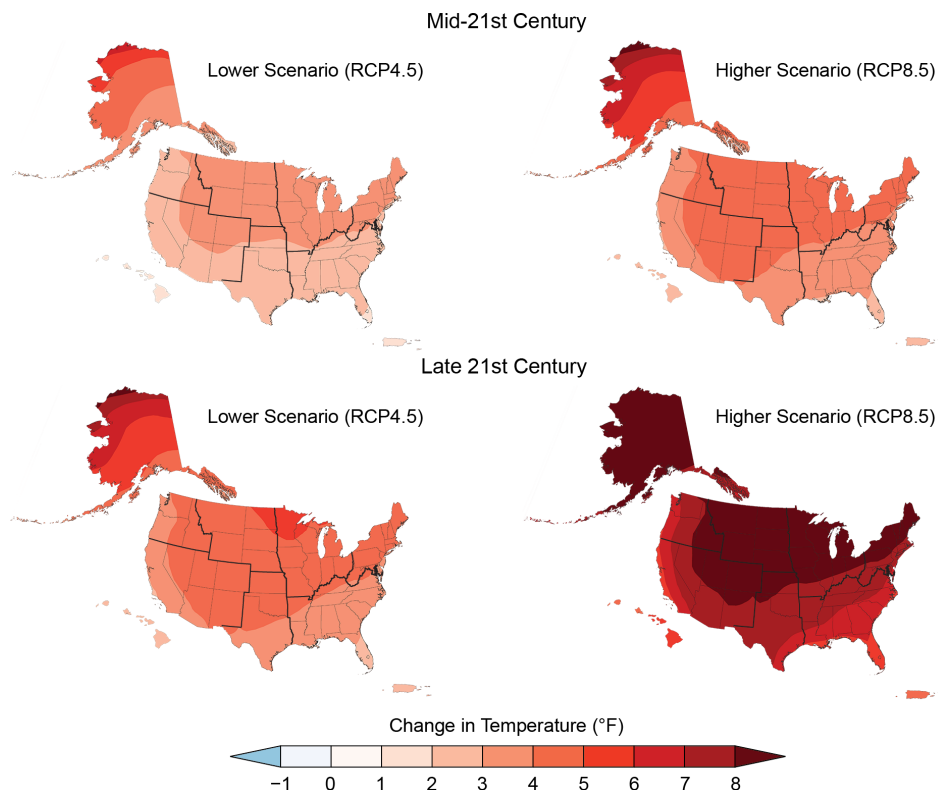 Mid-21st Century
Lower Scenario (RCP4.5)
Higher Scenario (RCP8.5)
Late 21st Century
Lower Scenario (RCP4.5)
Higher Scenario (RCP8.5)
Change in Temperature (°F)
−1 0 1 2 3 4 5 6 7 8